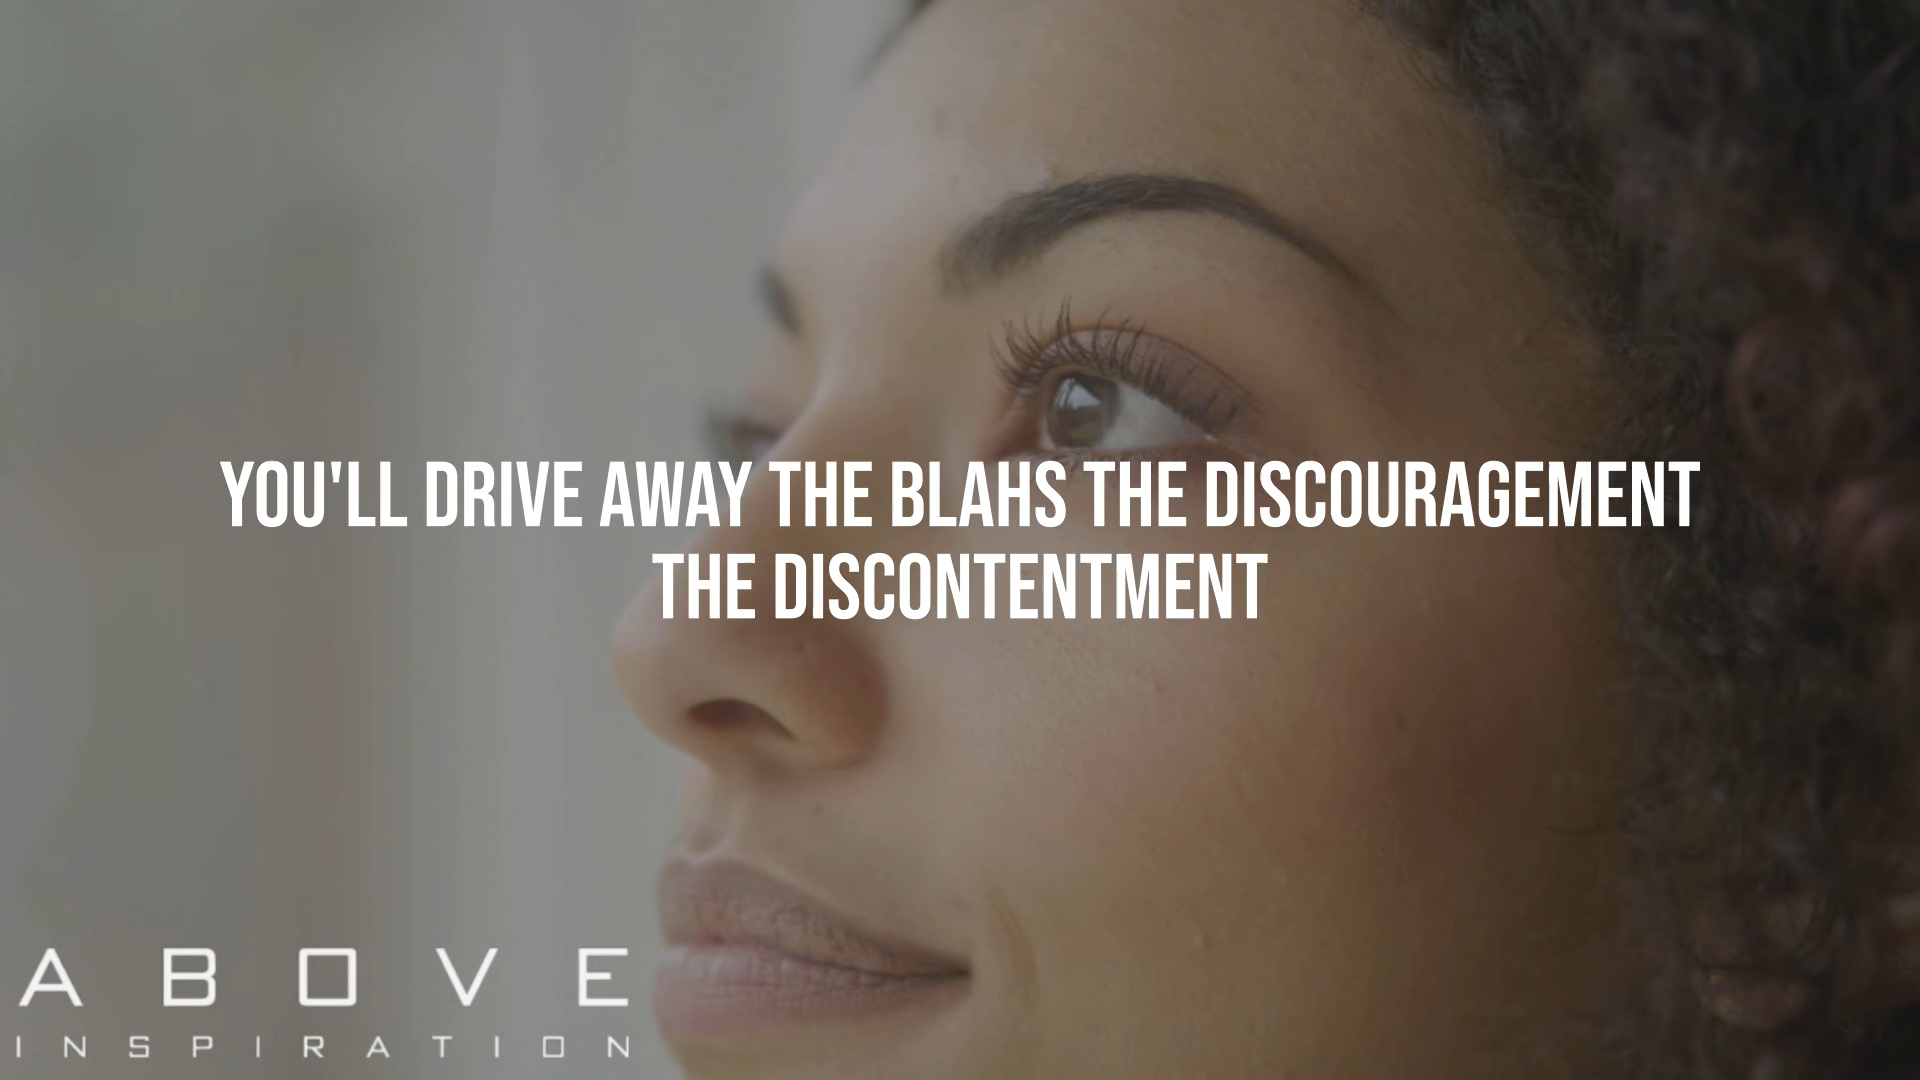 YOU'LL DRIVE AWAY THE BLAHS THE DISCOURAGEMENT
THE DISCONTENTMENT
ABOVE
INSPIRATION